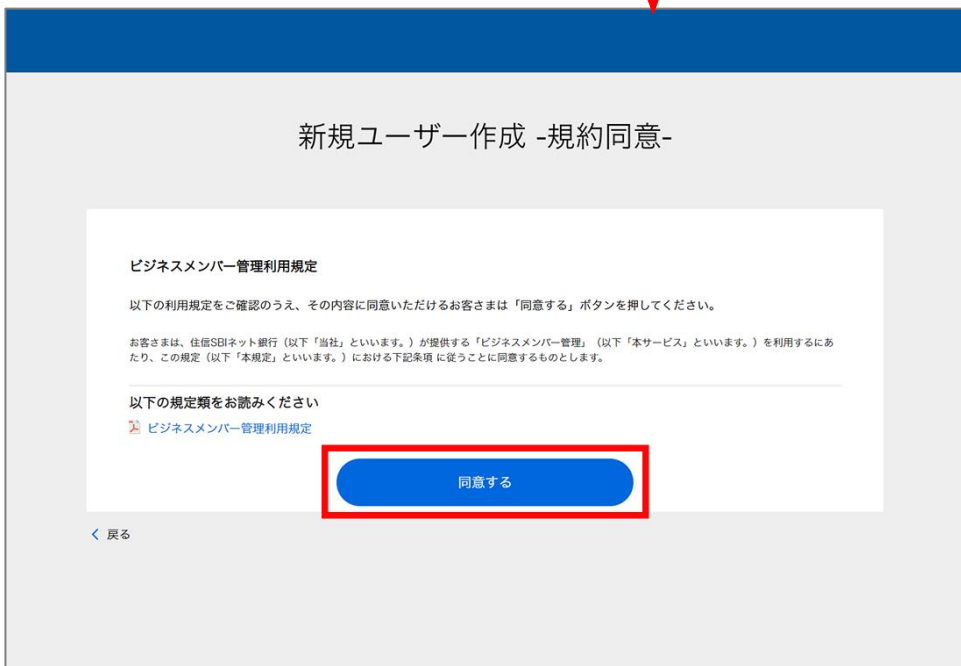 新規ユーザー作成 -規約同意-
ビジネスメンバー管理利用規定
以下の利用規定をご確認のうえ、その内容に同意いただけるお客さまは「同意する」ボタンを押してください。
お客さまは、住信SBIネット銀行（以下「当社」といいます。）が提供する「ビジネスメンバー管理」（以下「本サービス」といいます。）を利用するにあ
たり、この規定（以下「本規定」といいます。）における下記条項 に従うことに同意するものとします。
以下の規定類をお読みください
ビジネスメンバー管理利用規定
同意する
戻る